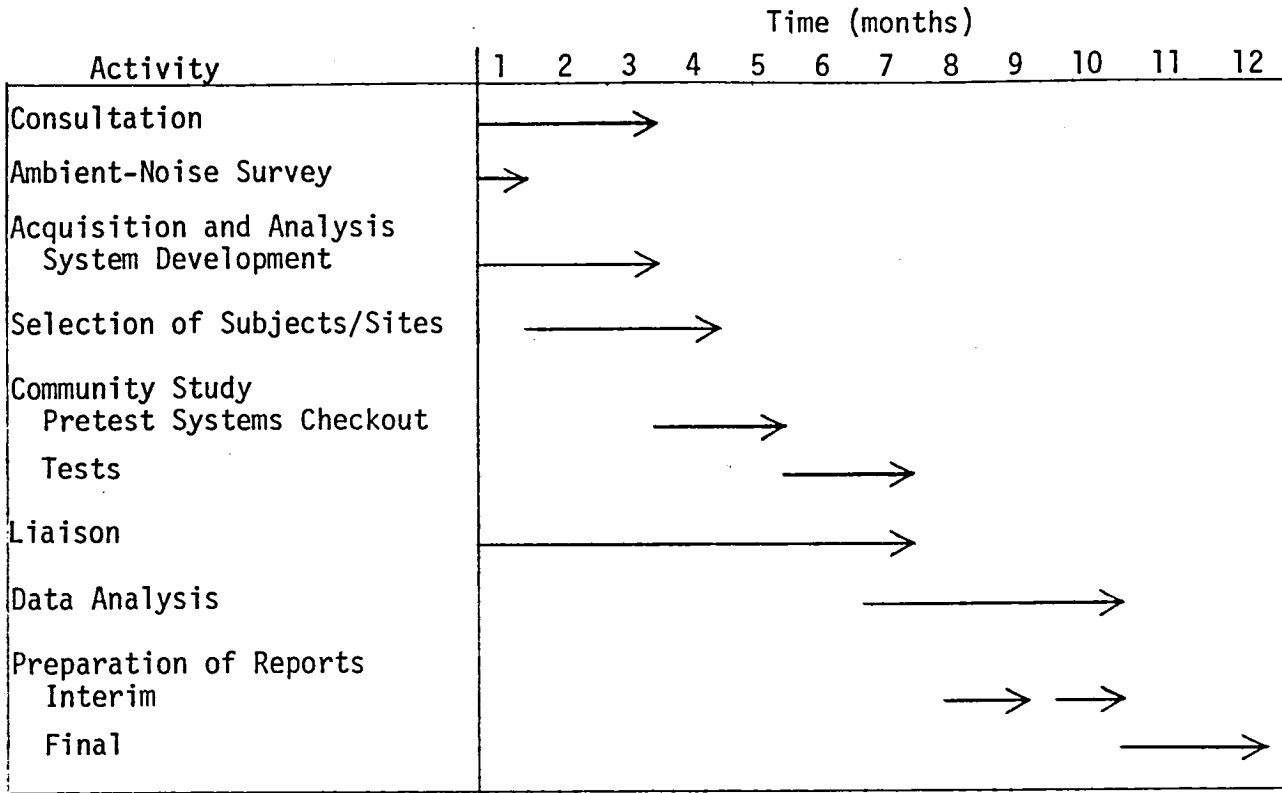 Time (months)
Activity 1 2 3 4 5 6 7 8 9 10 11 12
Consultation
Ambient-Noise Survey
Acquisition and Analysis
System Development
Selection of Subjects/Sites
Community Study
Pretest Systems Checkout
Tests
Liaison
Data Analysis
Preparation of Reports
Interim
Final